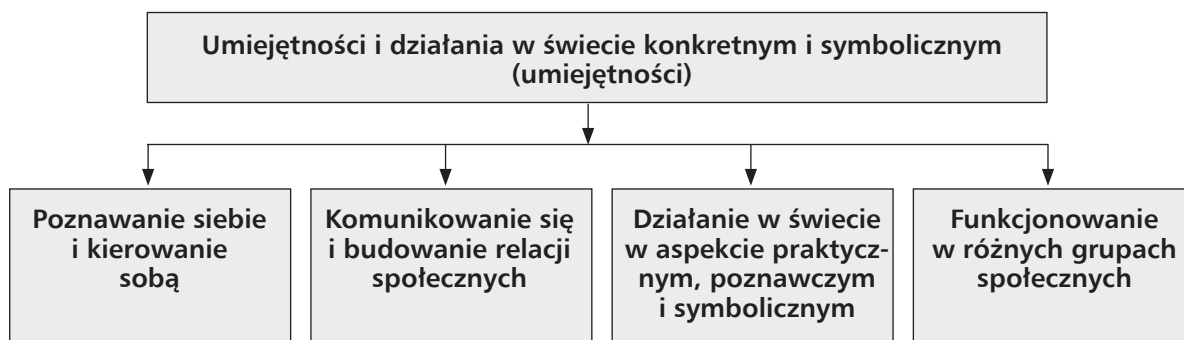 Umiejętności i działania w świecie konkretnym i symbolicznym
(umiejętności)
Poznawanie siebie
i kierowanie
sobą
Komunikowanie się
i budowanie relacji
społecznych
Działanie w świecie
w aspekcie praktycz-
nym, poznawczym
i symbolicznym
Funkcjonowanie
w różnych grupach
społecznych